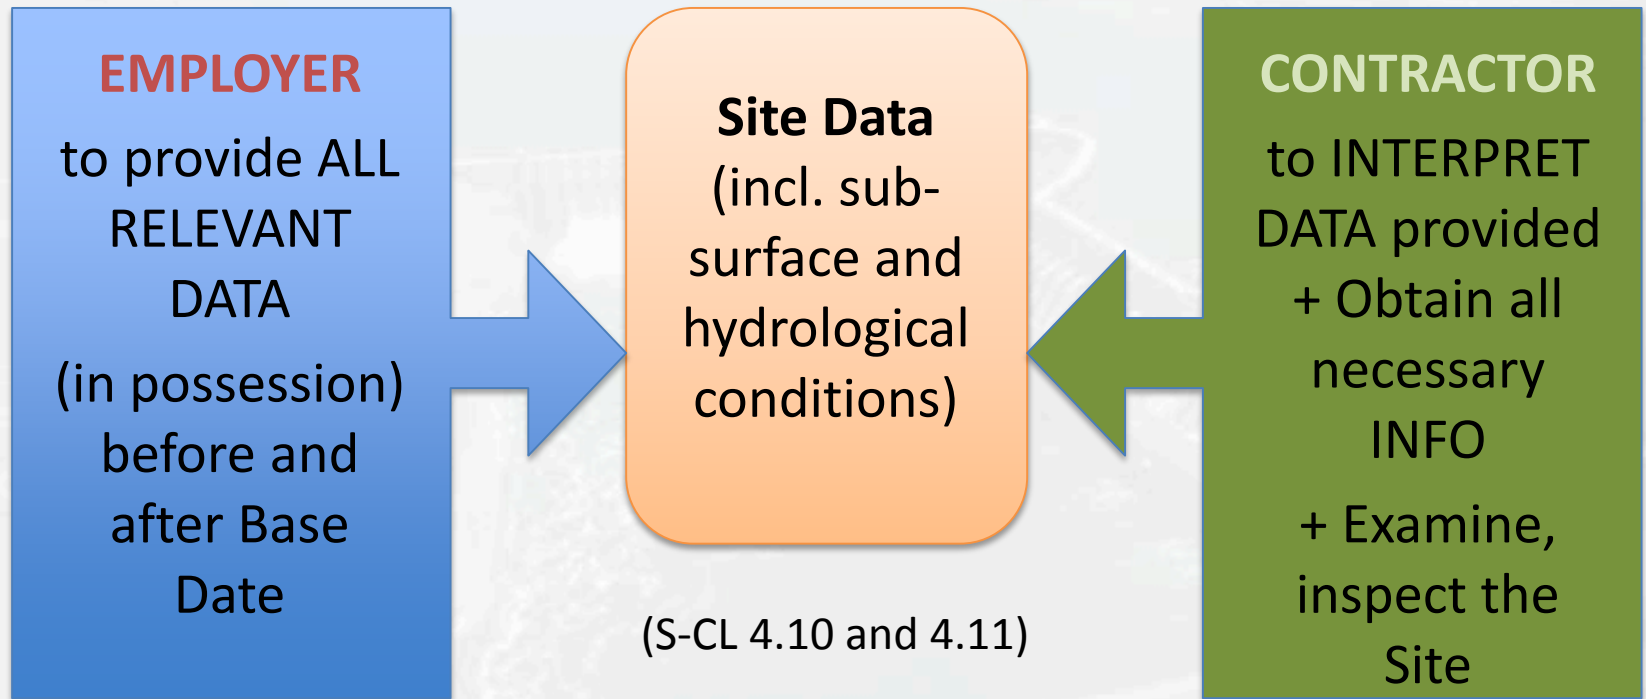 EMPLOYER
to provide ALL
RELEVANT
DATA
(in possession)
before and
after Base
Date
Site Data
(incl. sub-
surface and
hydrological
conditions)
(S-CL 4.10 and 4.11)
CONTRACTOR
to INTERPRET
DATA provided
+ Obtain all
necessary
INFO
+ Examine,
inspect the
Site